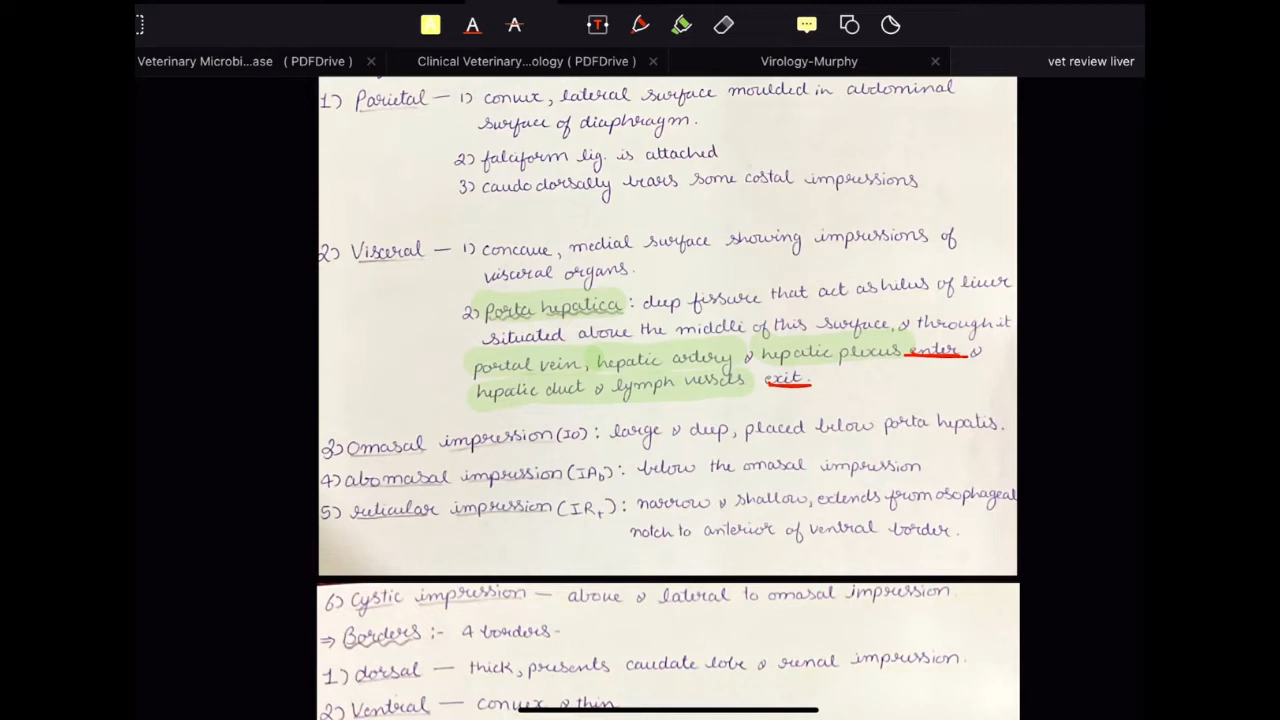 A A A T
Veterinary Microbi...ase ( PDFDrive )
Clinical Veterinary...ology ( PDFDrive )
Virology-Murphy
vet review liver
1) Parietal — 1) convex, lateral surface moulded in abdominal
surface of diaphragm.
2) falciform lig. is attached
3) caudo dorsally bears some costal impressions
2) Visceral — 1) concave, medial surface showing impressions of
visceral organs.
2) Porta hepatica : deep fissure that act as hilus of liver
situated above the middle of this surface, & through it
portal vein, hepatic artery & hepatic plexus enter &
hepatic duct & lymph vessels exit.
3) Omasal impression (IO) : large & deep, placed below porta hepatis.
4) abomasal impression (IAb) : below the omasal impression
5) reticular impression (IRt) : narrow & shallow, extends from osophageal
notch to anterior of ventral border.
6) Cystic impression — above & lateral to omasal impression.
⇒ Borders :- 4 borders-
1) dorsal — thick, presents caudate lobe & renal impression.
2) Ventral — convex & thin